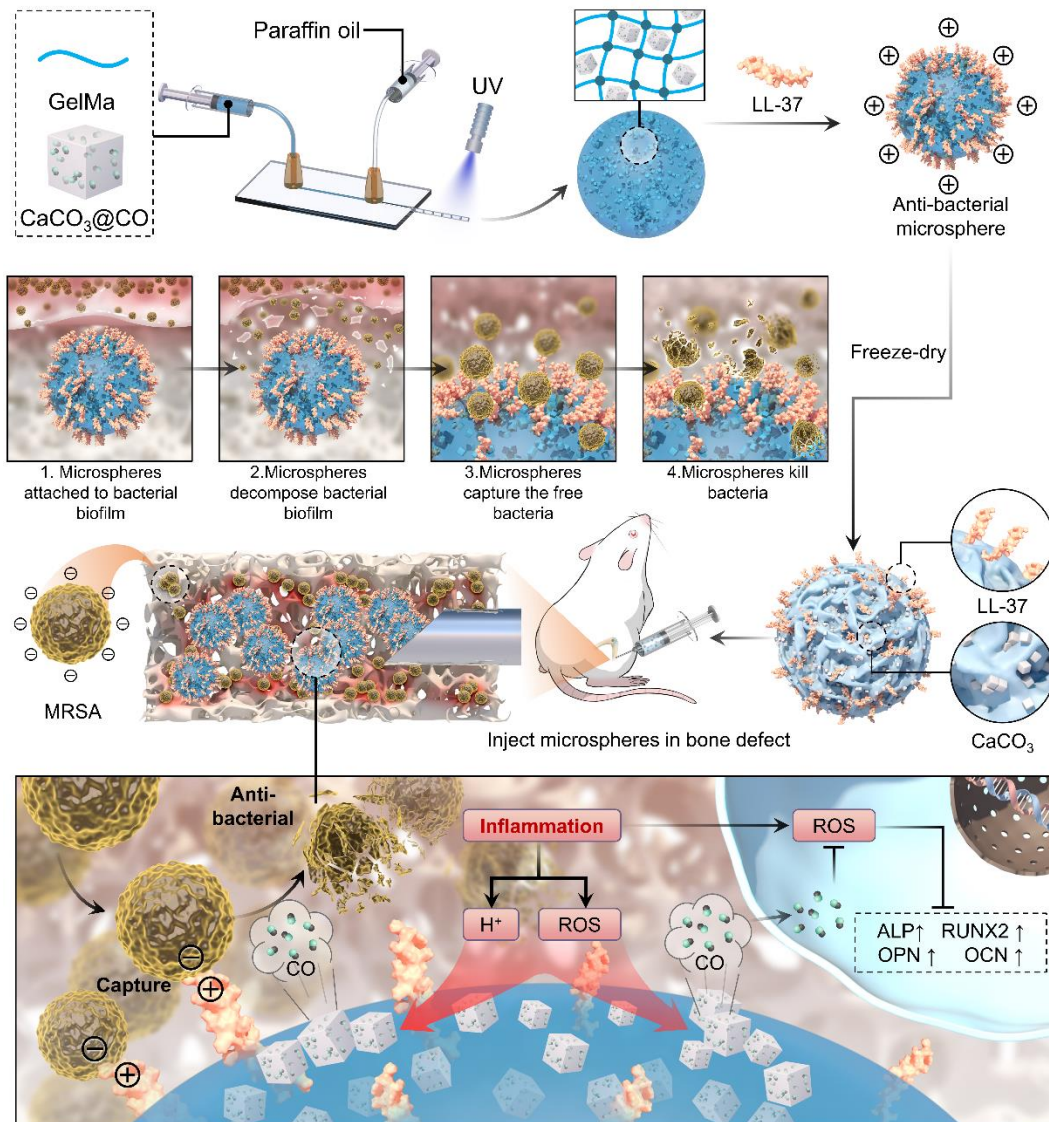 GelMa
CaCO₃@CO
Paraffin oil
UV
LL-37
Anti-bacterial
microsphere
1. Microspheres
attached to bacterial
biofilm
2.Microspheres
decompose bacterial
biofilm
3.Microspheres
capture the free
bacteria
4.Microspheres kill
bacteria
Freeze-dry
MRSA
Inject microspheres in bone defect
LL-37
CaCO₃
Anti-
bacterial
Capture
CO
Inflammation
H⁺
ROS
CO
ROS
ALP↑ RUNX2 ↑
OPN ↑ OCN ↑